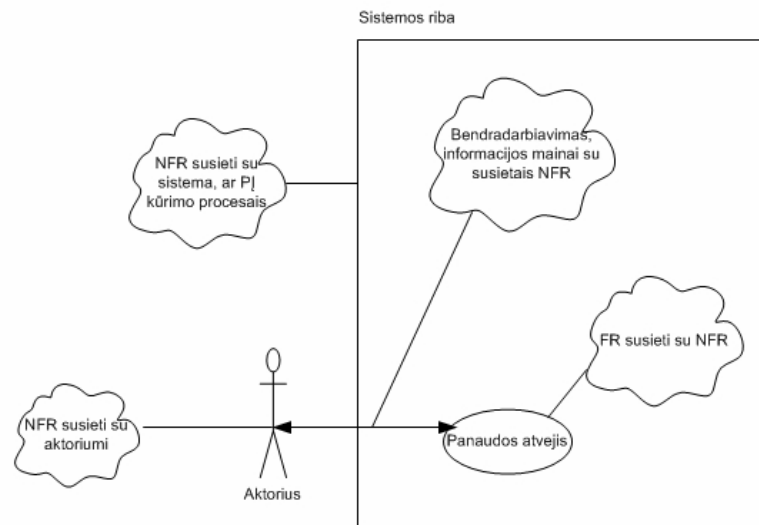 Sistemos riba
Bendradarbiavimas,
informacijos mainai su
susietais NFR
NFR susieti su
sistema, ar PĮ
kūrimo procesais
FR susieti su NFR
NFR susieti su
aktoriumi
Panaudos atvejis
Aktorius